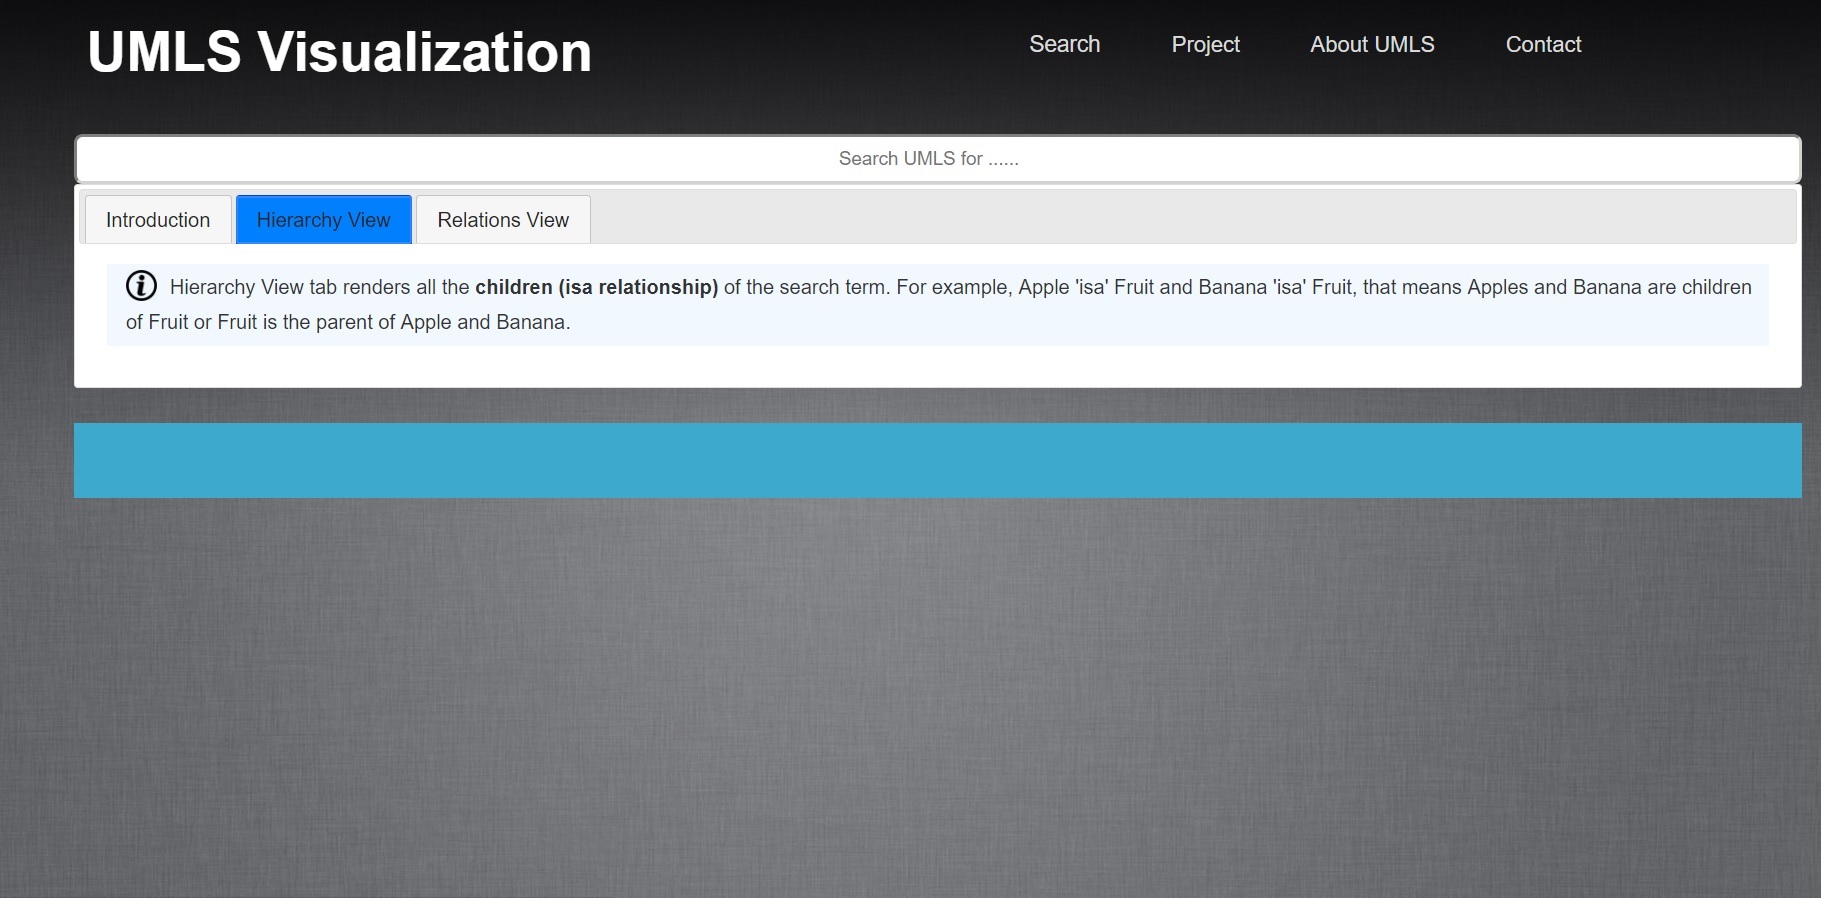 UMLS Visualization
Search Project About UMLS Contact
Search UMLS for ......
Introduction Hierarchy View Relations View
Hierarchy View tab renders all the children (isa relationship) of the search term. For example, Apple 'isa' Fruit and Banana 'isa' Fruit, that means Apples and Banana are children
of Fruit or Fruit is the parent of Apple and Banana.